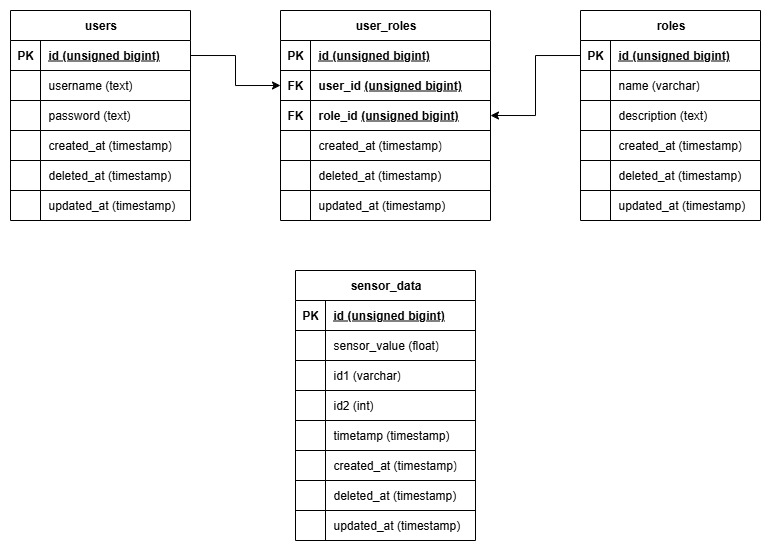 users
PK id (unsigned bigint)
username (text)
password (text)
created_at (timestamp)
deleted_at (timestamp)
updated_at (timestamp)
user_roles
PK id (unsigned bigint)
FK user_id (unsigned bigint)
FK role_id (unsigned bigint)
created_at (timestamp)
deleted_at (timestamp)
updated_at (timestamp)
roles
PK id (unsigned bigint)
name (varchar)
description (text)
created_at (timestamp)
deleted_at (timestamp)
updated_at (timestamp)
sensor_data
PK id (unsigned bigint)
sensor_value (float)
id1 (varchar)
id2 (int)
timetamp (timestamp)
created_at (timestamp)
deleted_at (timestamp)
updated_at (timestamp)